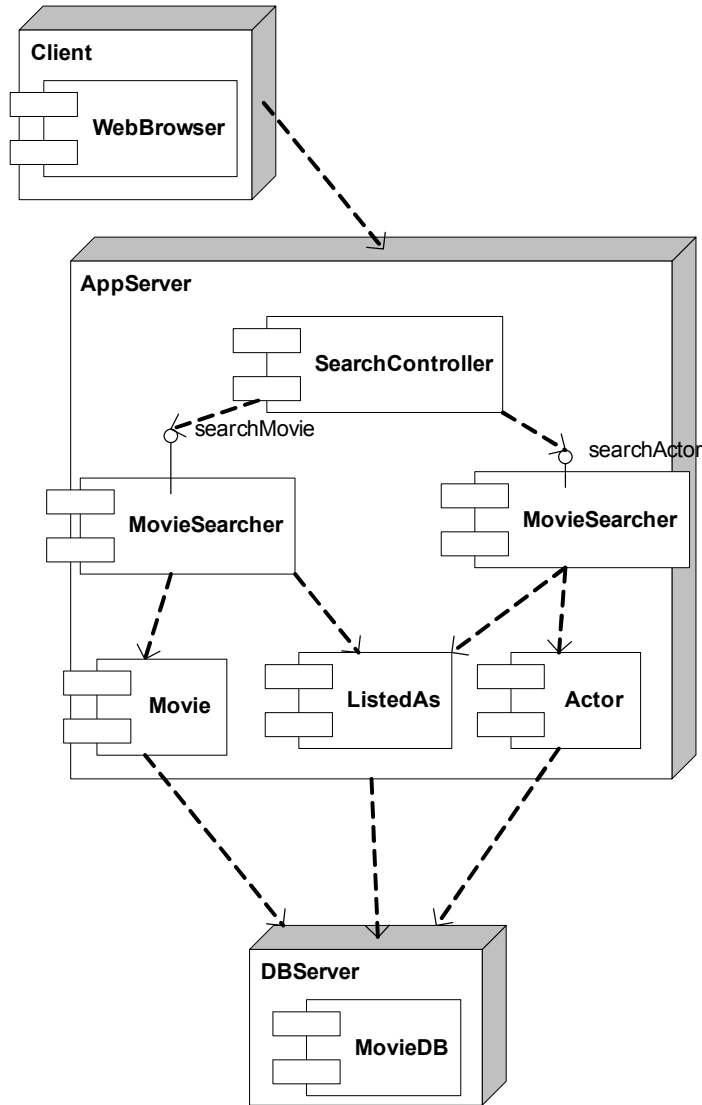 Client
WebBrowser
AppServer
SearchController
searchMovie
searchActor
MovieSearcher
MovieSearcher
Movie
ListedAs
Actor
DBServer
MovieDB